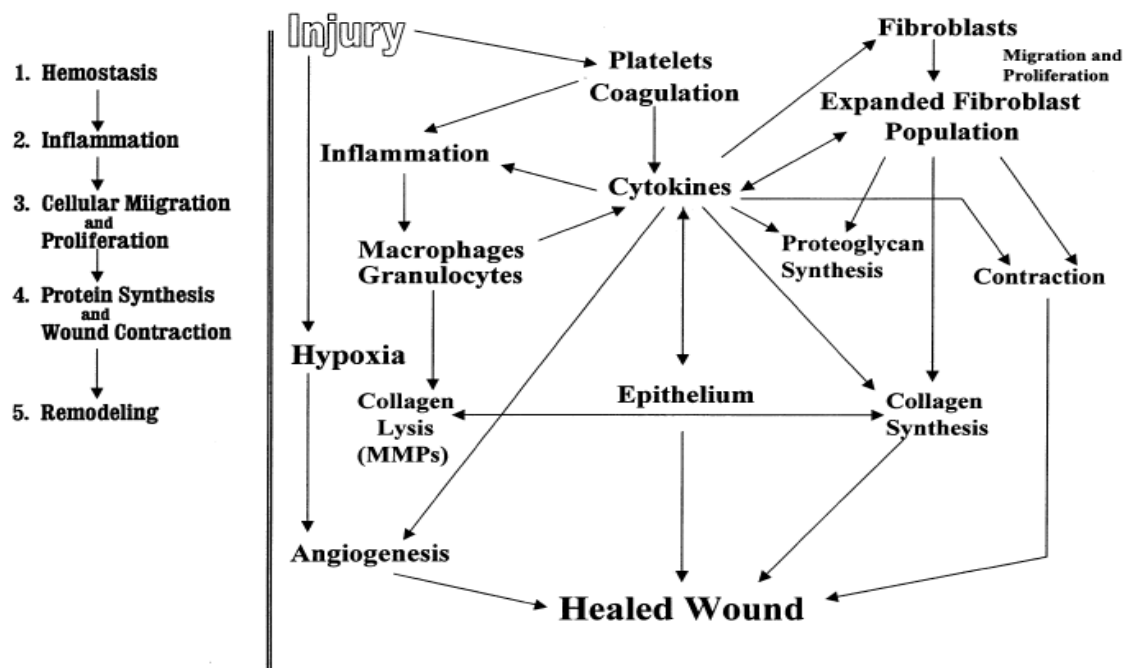 1. Hemostasis
2. Inflammation
3. Cellular Miigration
and
Proliferation
4. Protein Synthesis
and
Wound Contraction
5. Remodeling
Injury
Platelets
Coagulation
Fibroblasts
Migration and
Proliferation
Expanded Fibroblast
Population
Inflammation
Cytokines
Macrophages
Granulocytes
Proteoglycan
Synthesis
Contraction
Hypoxia
Collagen
Lysis
(MMPs)
Epithelium
Collagen
Synthesis
Angiogenesis
Healed Wound